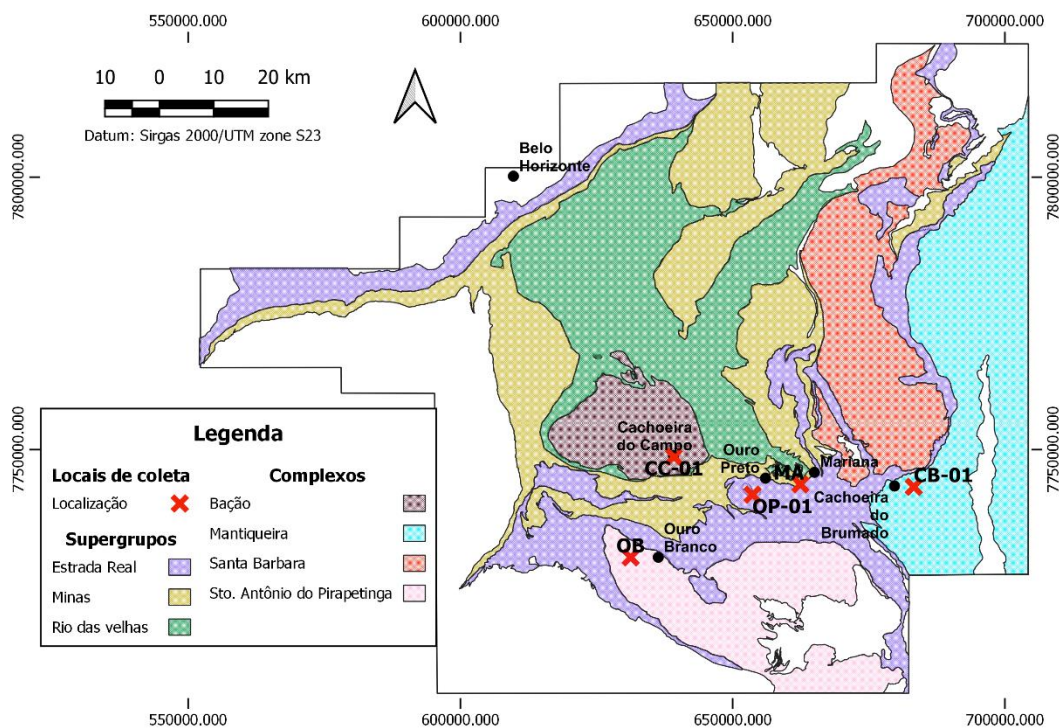 550000.000 600000.000 650000.000 700000.000
10 0 10 20 km
Datum: Sirgas 2000/UTM zone S23
7800000.000
7800000.000
Belo
Horizonte
7750000.000
7750000.000
Cachoeira
do Campo
CC-01
Ouro
Preto
MA
Mariana
OP-01
CB-01
Cachoeira
do
Brumado
OB
Ouro
Branco
Legenda
Locais de coleta
Localização
Supergrupos
Estrada Real
Minas
Rio das velhas
Complexos
Bação
Mantiqueira
Santa Barbara
Sto. Antônio do Pirapetinga
550000.000 600000.000 650000.000 700000.000